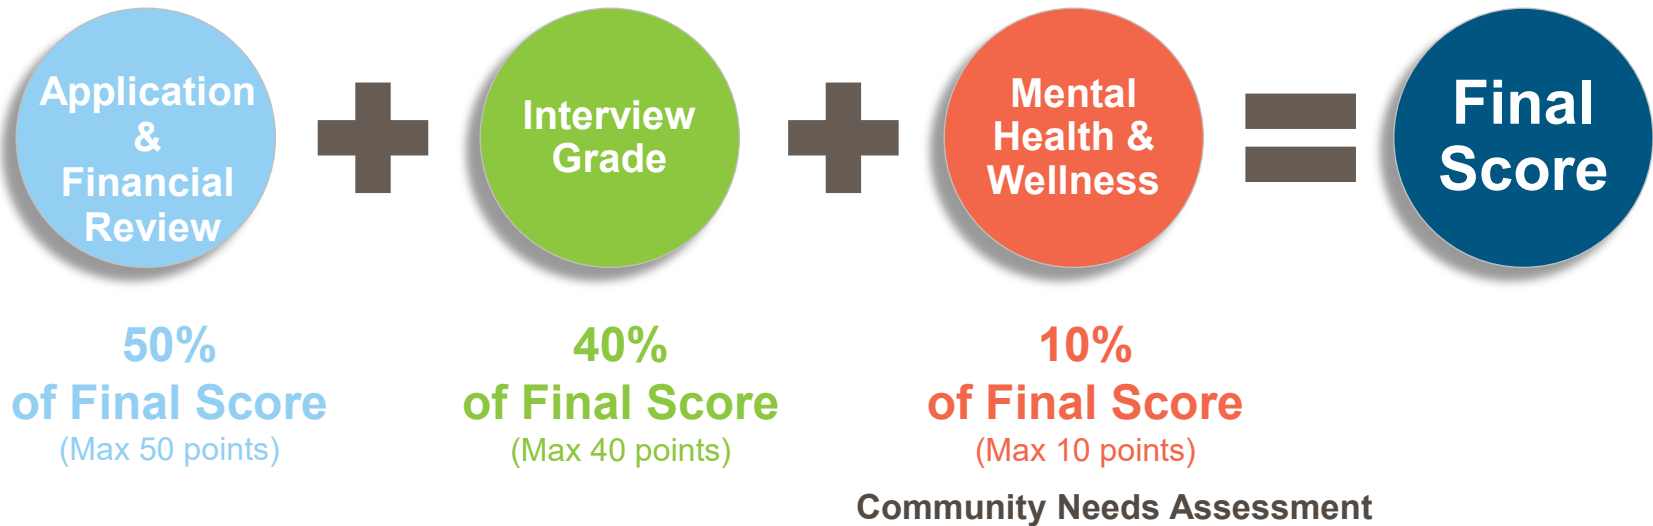 Application
&
Financial
Review
Interview
Grade
Mental
Health &
Wellness
Final
Score
50%
of Final Score
(Max 50 points)
40%
of Final Score
(Max 40 points)
10%
of Final Score
(Max 10 points)
Community Needs Assessment